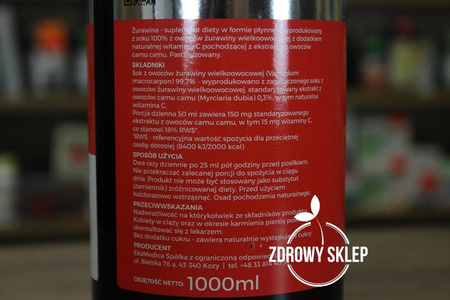 Żurawina - suplement diety w formie płynnej wyprodukowany
z soku 100% z owoców żurawiny wielkoowocowej z dodatkiem
naturalnej witaminy C pochodzącej z ekstraktu z owoców
camu camu. Pasteryzowany.
SKŁADNIKI
Sok z owoców żurawiny wielkoowocowej (Vaccinium
macrocarpon) 99,7% - wyprodukowano z zagęszczonego soku z
owoców żurawiny wielkoowocowej, standaryzowany ekstrakt z
owoców camu camu (Myrciaria dubia) 0,3%, w tym naturalna
witamina C.
Porcja dzienna 50 ml zawiera 150 mg standaryzowanego
ekstraktu z owoców camu camu, w tym 15 mg witaminy C,
co stanowi 18% RWS*.
*RWS - referencyjna wartość spożycia dla przeciętnej
osoby dorosłej (8400 kJ/2000 kcal)
SPOSÓB UŻYCIA
Dwa razy dziennie po 25 ml pół godziny przed posiłkiem.
Nie przekraczać zalecanej porcji do spożycia w ciągu
dnia. Produkt nie może być stosowany jako substytut
(zamiennik) zróżnicowanej diety. Przed użyciem
każdorazowo wstrząsnąć. Osad pochodzenia naturalnego.
PRZECIWWSKAZANIA
Nadwrażliwość na którykolwiek ze składników
Kobiety w ciąży oraz w okresie karmienia piersią
skonsultować się z lekarzem.
Bez dodatku cukru - zawiera naturalnie występujące cukry
PRODUCENT
EkaMedica Spółka z ograniczoną
ul. Bielska 78 a, 43-340 Kozy | tel. +48 33 814
OBJĘTOŚĆ NETTO: 1000ml
ZDROWY SKLEP